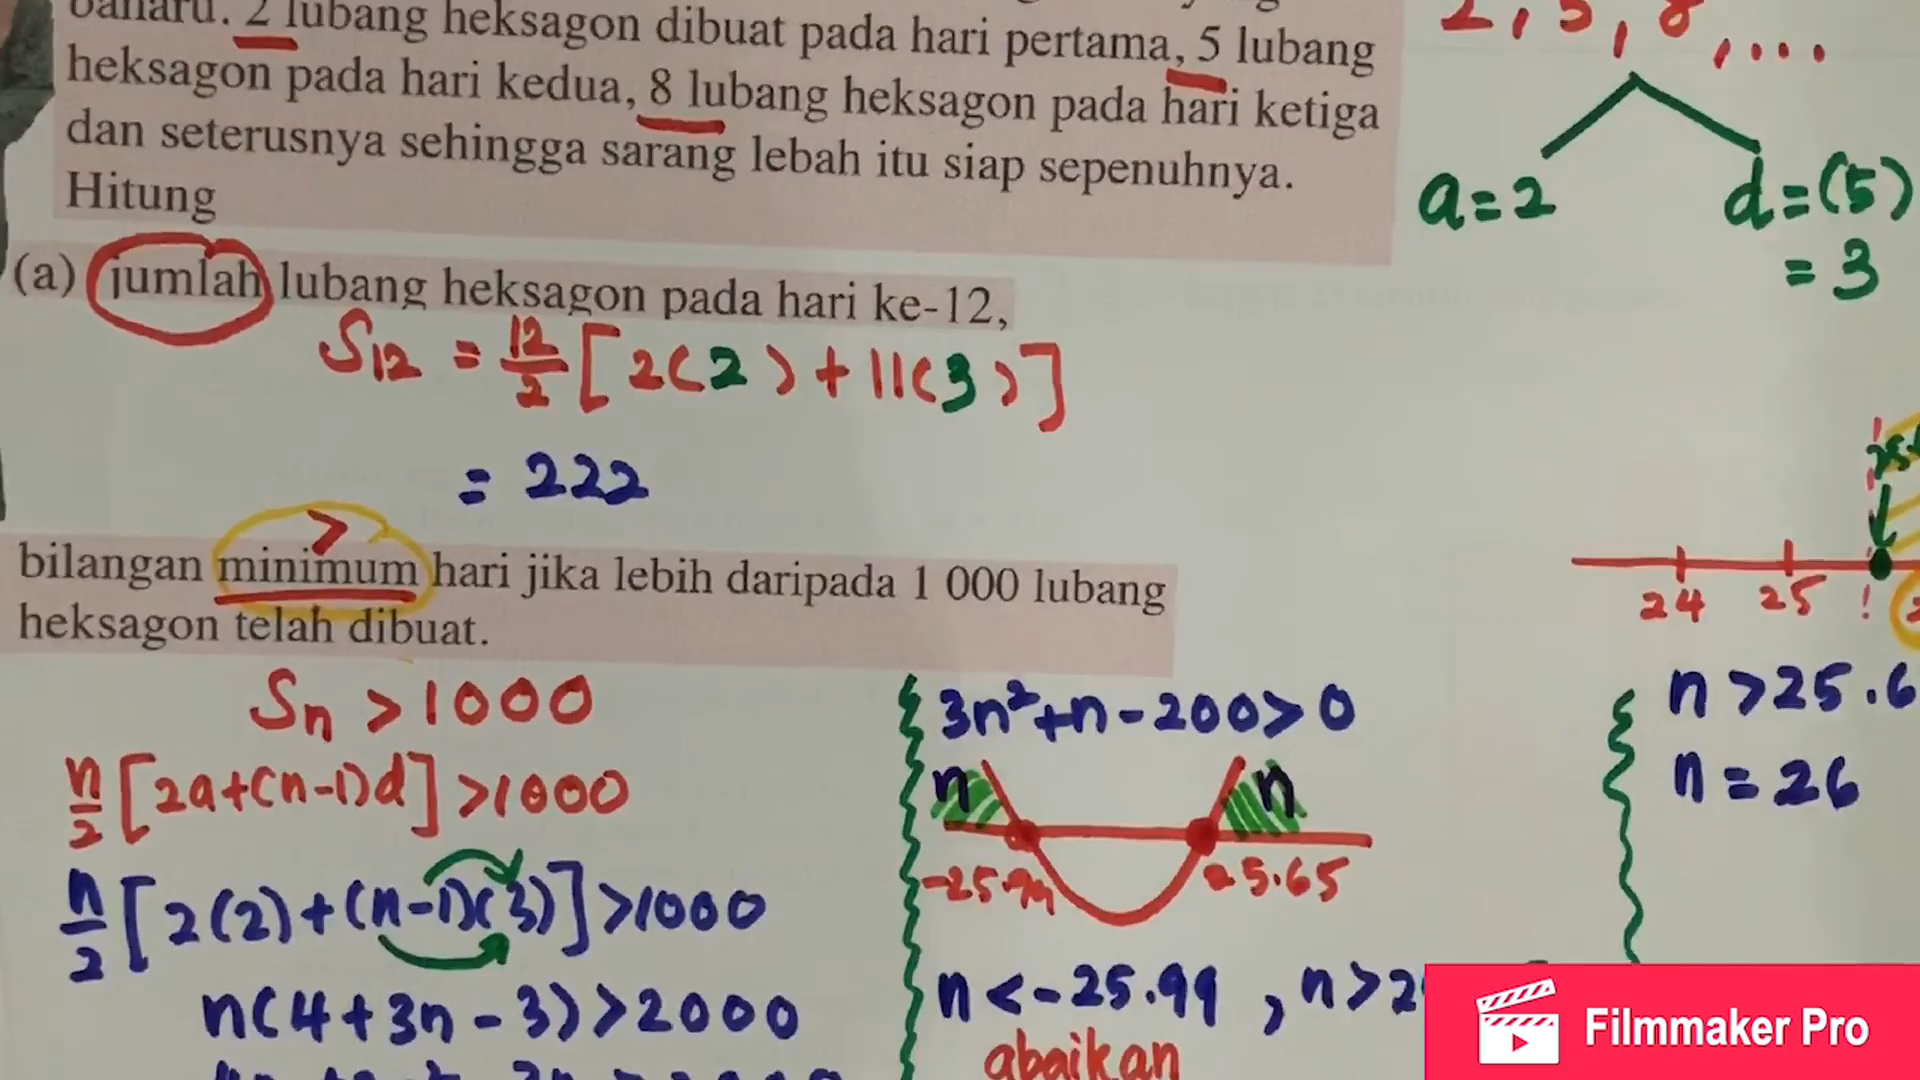 baharu. 2 lubang heksagon dibuat pada hari pertama, 5 lubang
heksagon pada hari kedua, 8 lubang heksagon pada hari ketiga
dan seterusnya sehingga sarang lebah itu siap sepenuhnya.
Hitung
2, 5, 8, ...
a = 2
d = (5)
= 3
(a) jumlah lubang heksagon pada hari ke-12,
S12 = 12/2 [2(2) + 11(3)]
= 222
>
bilangan minimum hari jika lebih daripada 1 000 lubang
heksagon telah dibuat.
24 25
Sn > 1000
n/2 [2a+(n-1)d] > 1000
n/2 [2(2)+(n-1)(3)] > 1000
n(4+3n-3) > 2000
3n²+n-200 > 0
n n
25.65
n < -25.99 , n > 2
abaikan
n > 25.6
n = 26
Filmmaker Pro